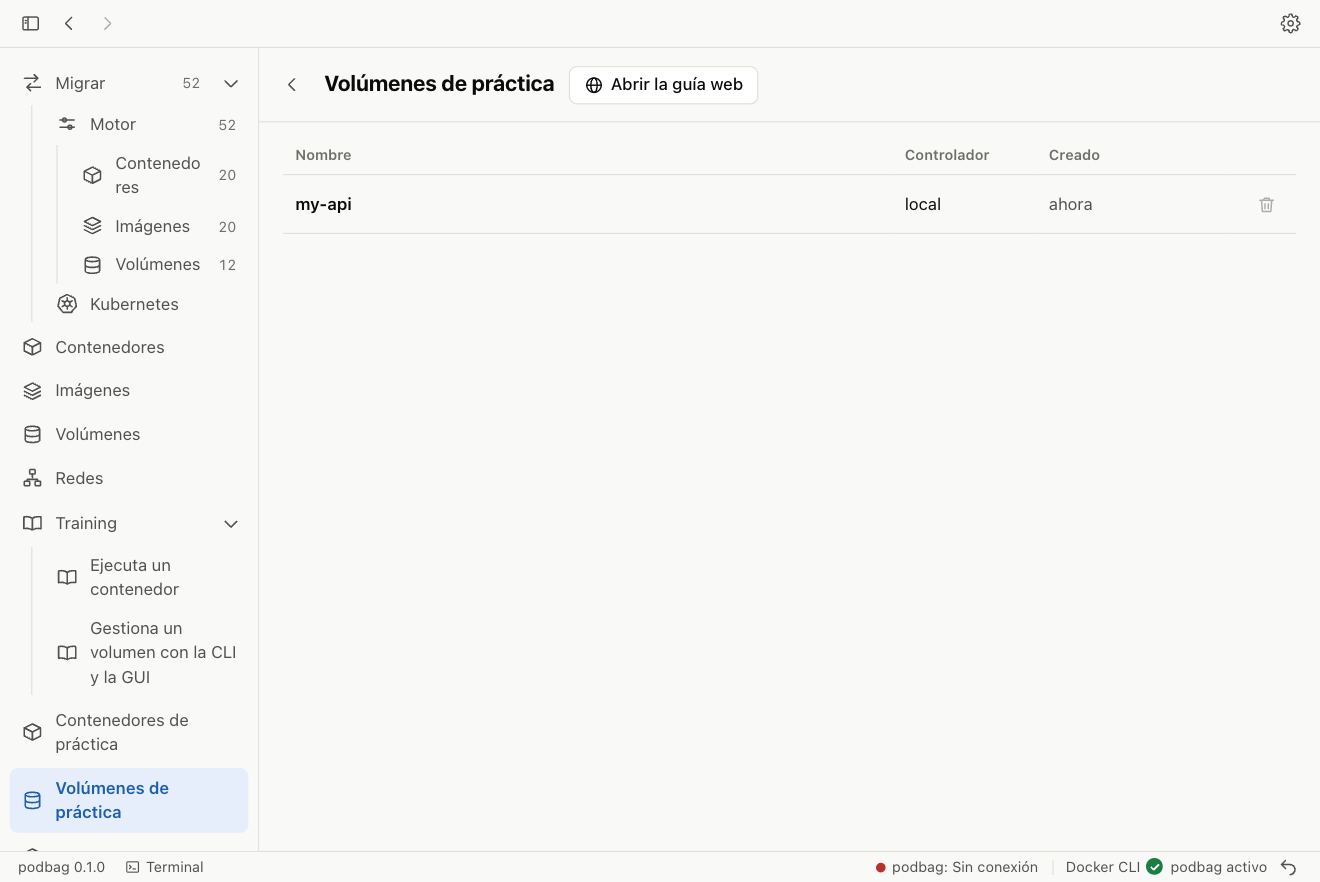 Migrar 52
Motor 52
Contenedo
res 20
Imágenes 20
Volúmenes 12
Kubernetes
Contenedores
Imágenes
Volúmenes
Redes
Training
Ejecuta un
contenedor
Gestiona un
volumen con la CLI
y la GUI
Contenedores de
práctica
Volúmenes de
práctica
Volúmenes de práctica
Abrir la guía web
Nombre Controlador Creado
my-api local ahora
podbag 0.1.0 Terminal podbag: Sin conexión Docker CLI podbag activo